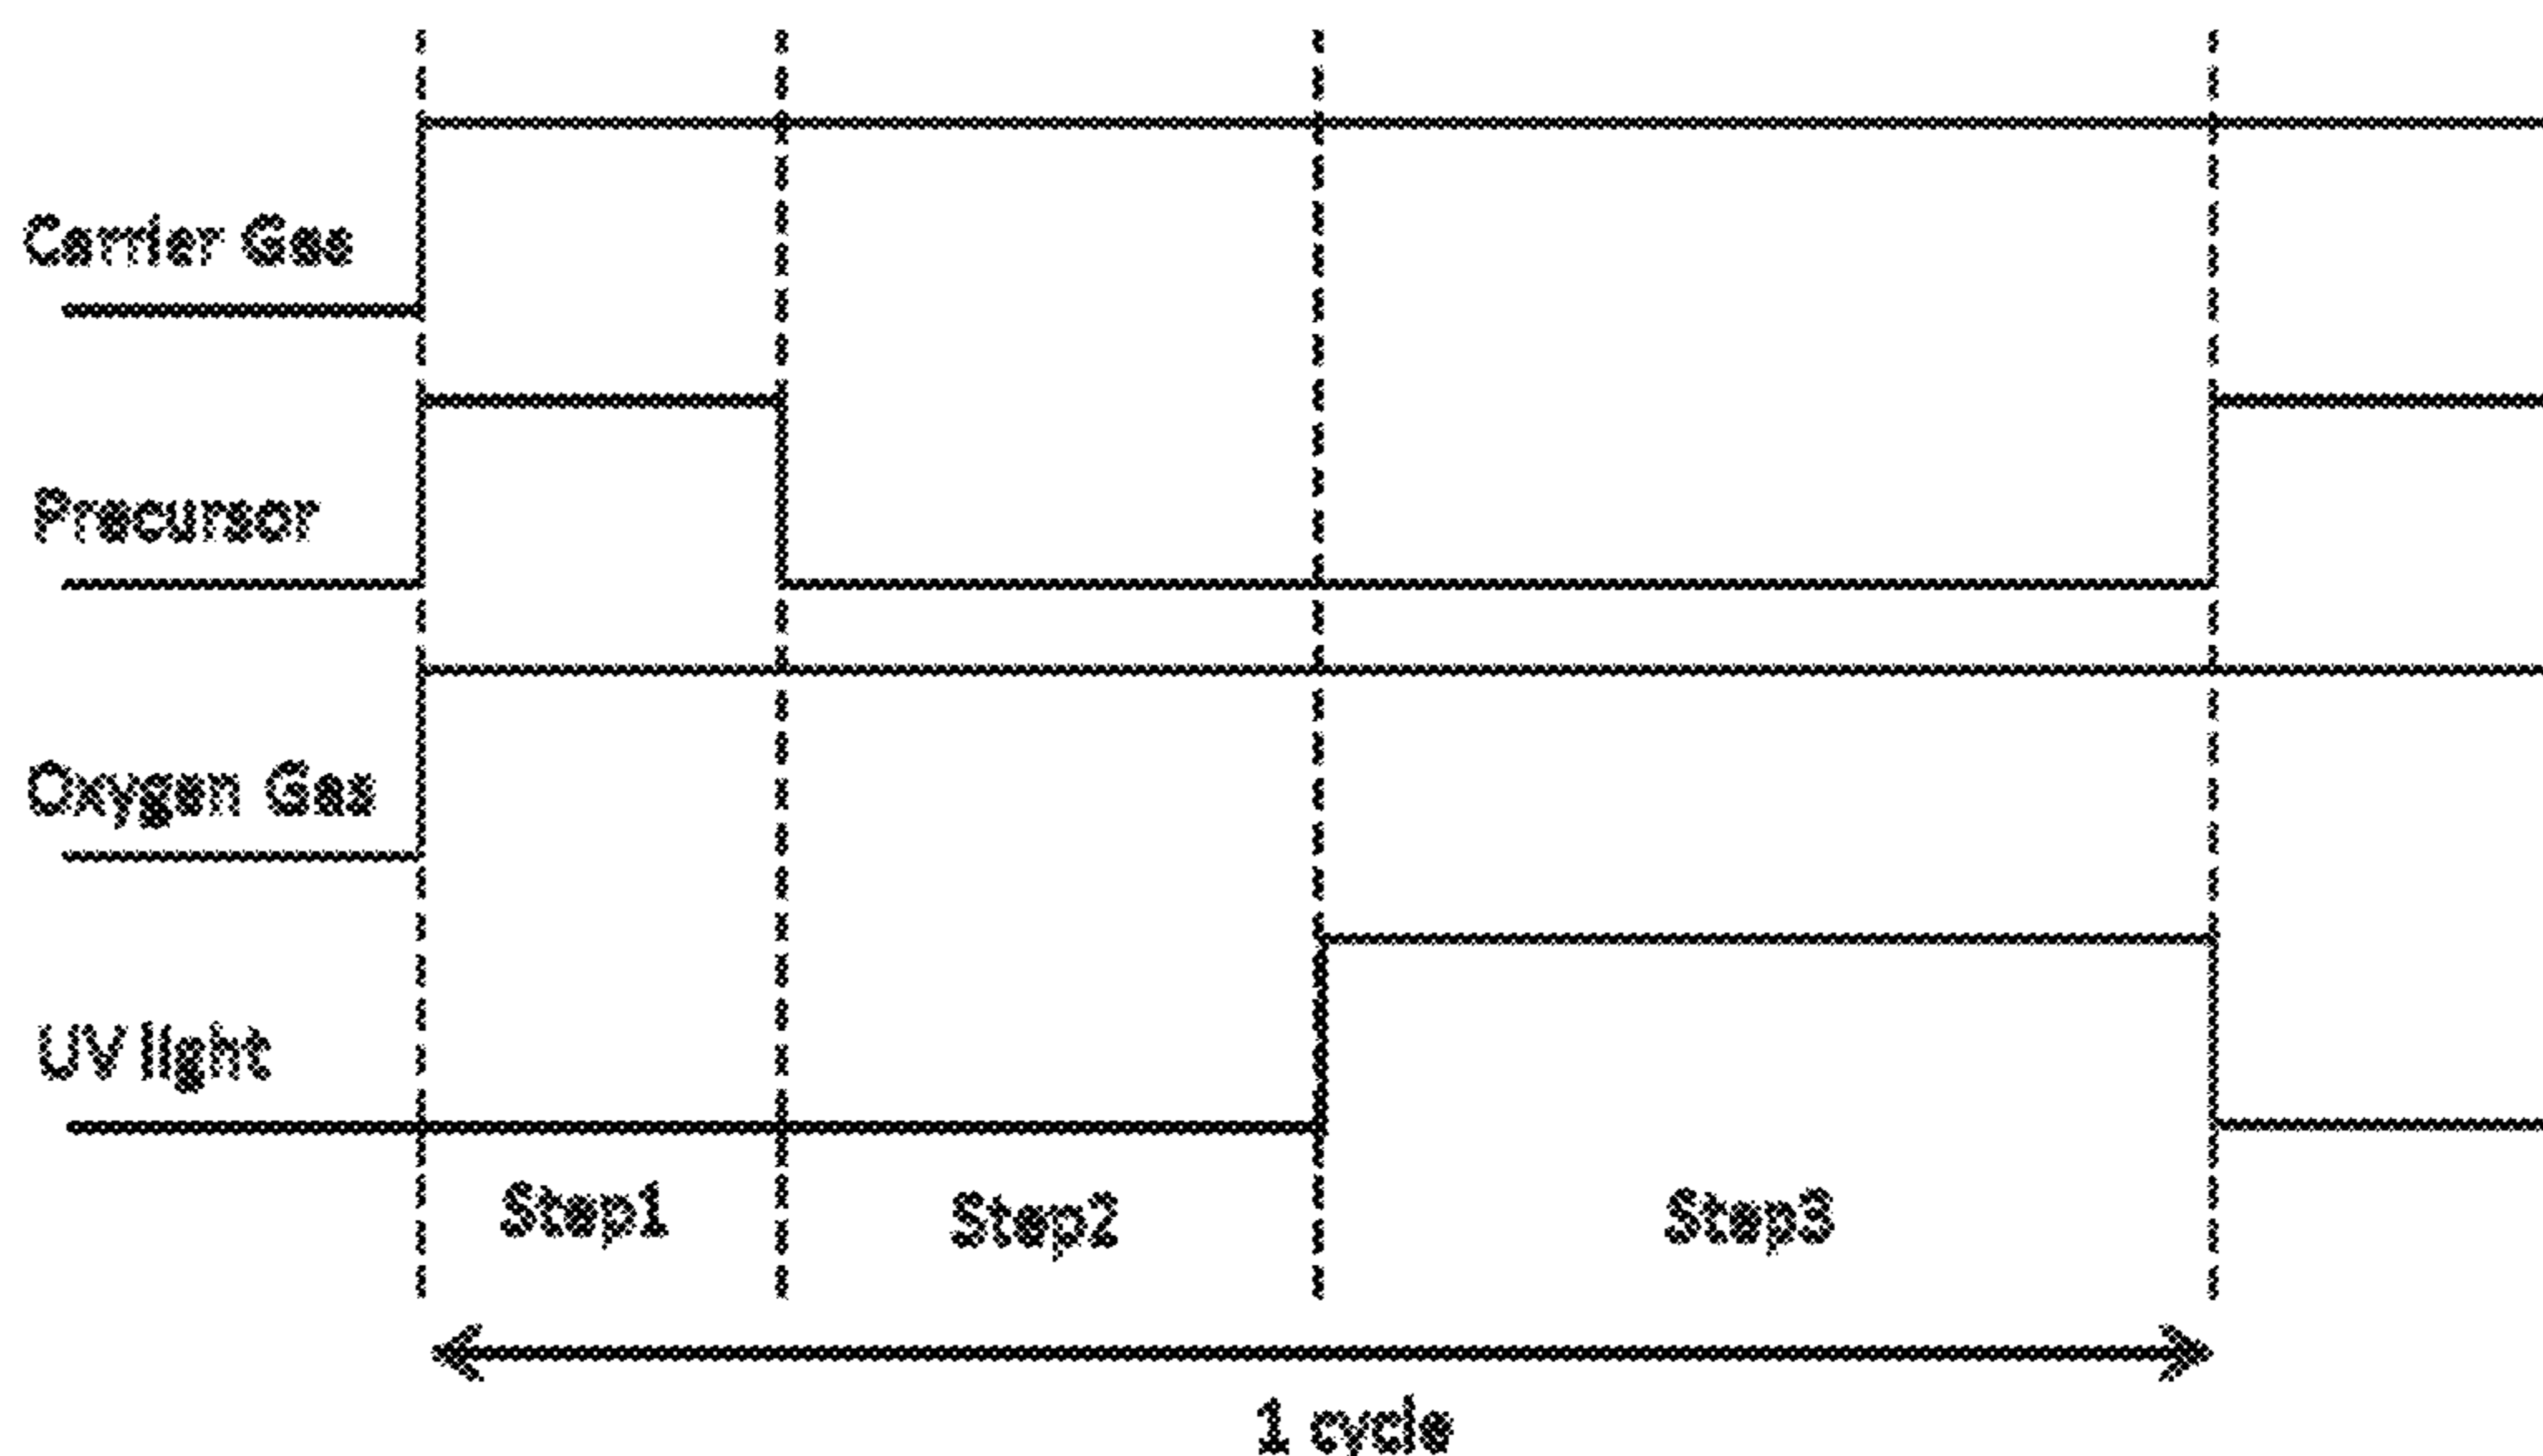 Carrier Gas
Precursor
Oxygen Gas
UV light
Step1
Step2
Step3
1 cycle